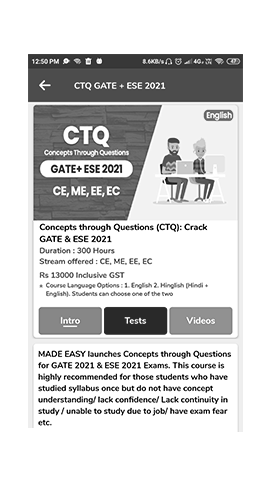 12:50 PM 8.6KB/s 4G+ 47
CTQ GATE + ESE 2021
English
CTQ
Concepts Through Questions
GATE+ ESE 2021
CE, ME, EE, EC
Concepts through Questions (CTQ): Crack
GATE & ESE 2021
Duration : 300 Hours
Stream offered : CE, ME, EE, EC
Rs 13000 Inclusive GST
Course Language Options : 1. English 2. Hinglish (Hindi +
English). Students can choose one of the two
Intro Tests Videos
MADE EASY launches Concepts through Questions
for GATE 2021 & ESE 2021 Exams. This course is
highly recommended for those students who have
studied syllabus once but do not have concept
understanding/ lack confidence/ Lack continuity in
study / unable to study due to job/ have exam fear
etc.